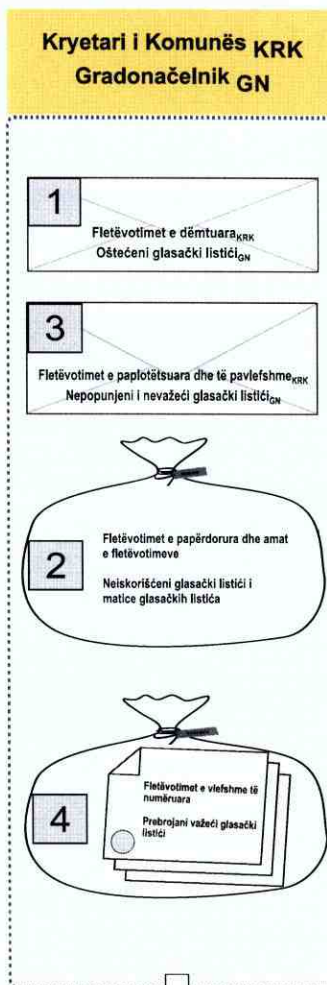 Kryetari i Komunës KRK
Gradonačelnik GN
1
Fletëvotimet e dëmtuara KRK
Oštećeni glasački listići GN
3
Fletëvotimet e paplotëtsuara dhe të pavlefshme KRK
Nepopunjeni i nevažeći glasački listići GN
2
Fletëvotimet e papërdorura dhe amat
e fletëvotimeve
Neiskorišćeni glasački listići i
matice glasačkih listića
4
Fletëvotimet e vlefshme të
numëruara
Prebrojani važeći glasački
listići